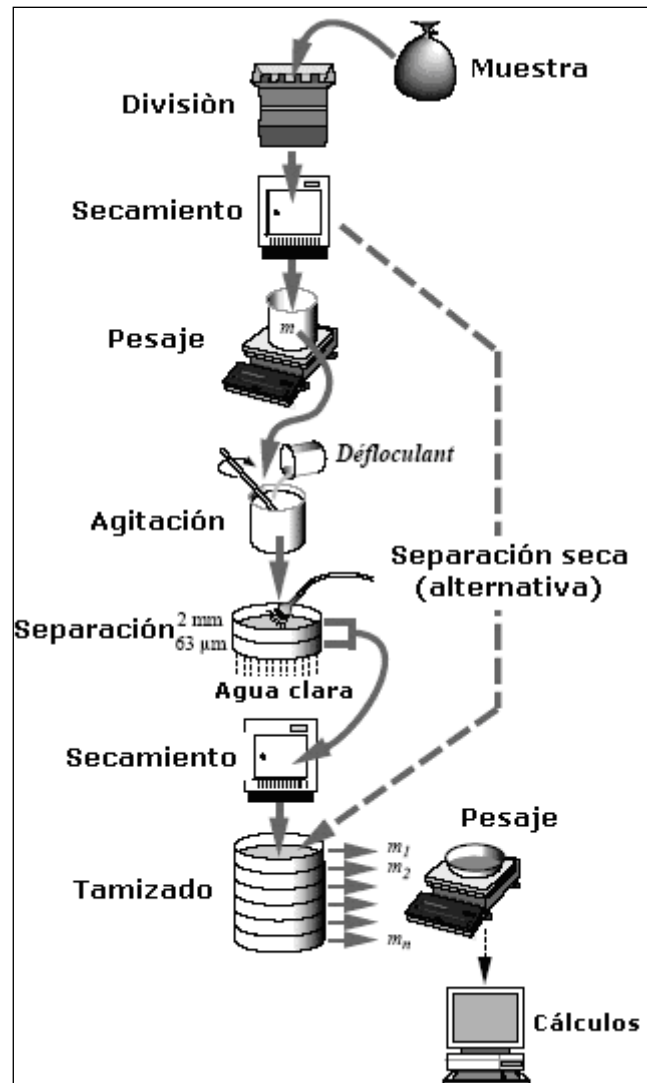 Muestra
Divisiòn
Secamiento
Pesaje
m
Défloculant
Agitación
Separación seca
(alternativa)
Separación
2 mm
63 µm
Agua clara
Secamiento
Pesaje
m1
m2
Tamizado
mn
Cálculos